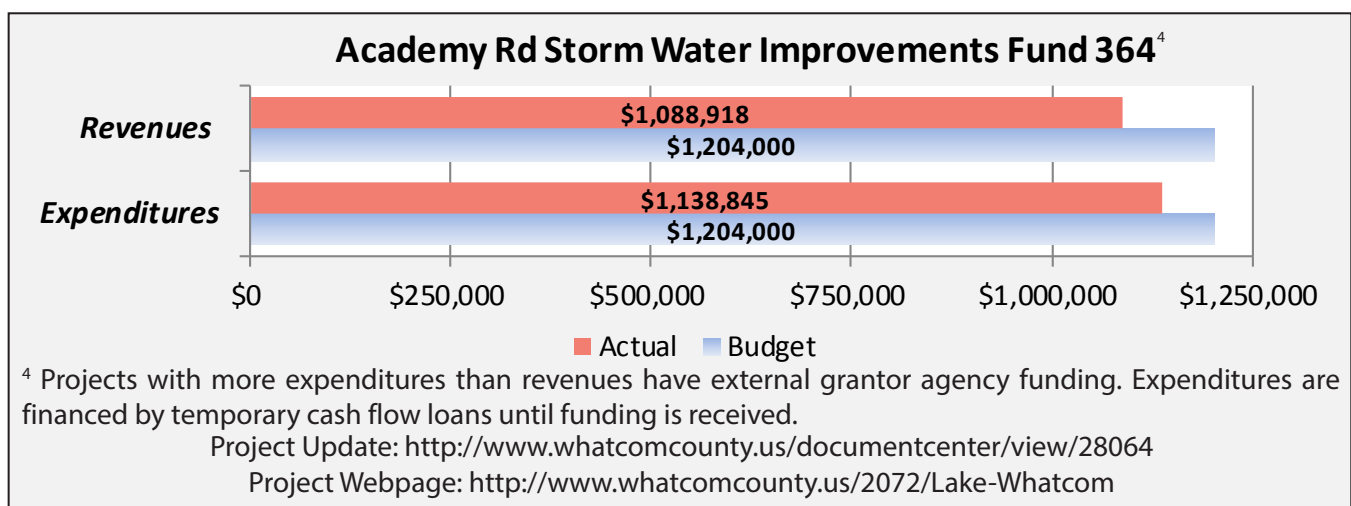 Academy Rd Storm Water Improvements Fund 364⁴
Revenues
$1,088,918
$1,204,000
Expenditures
$1,138,845
$1,204,000
$0 $250,000 $500,000 $750,000 $1,000,000 $1,250,000
Actual Budget
⁴ Projects with more expenditures than revenues have external grantor agency funding. Expenditures are
financed by temporary cash flow loans until funding is received.
Project Update: http://www.whatcomcounty.us/documentcenter/view/28064
Project Webpage: http://www.whatcomcounty.us/2072/Lake-Whatcom